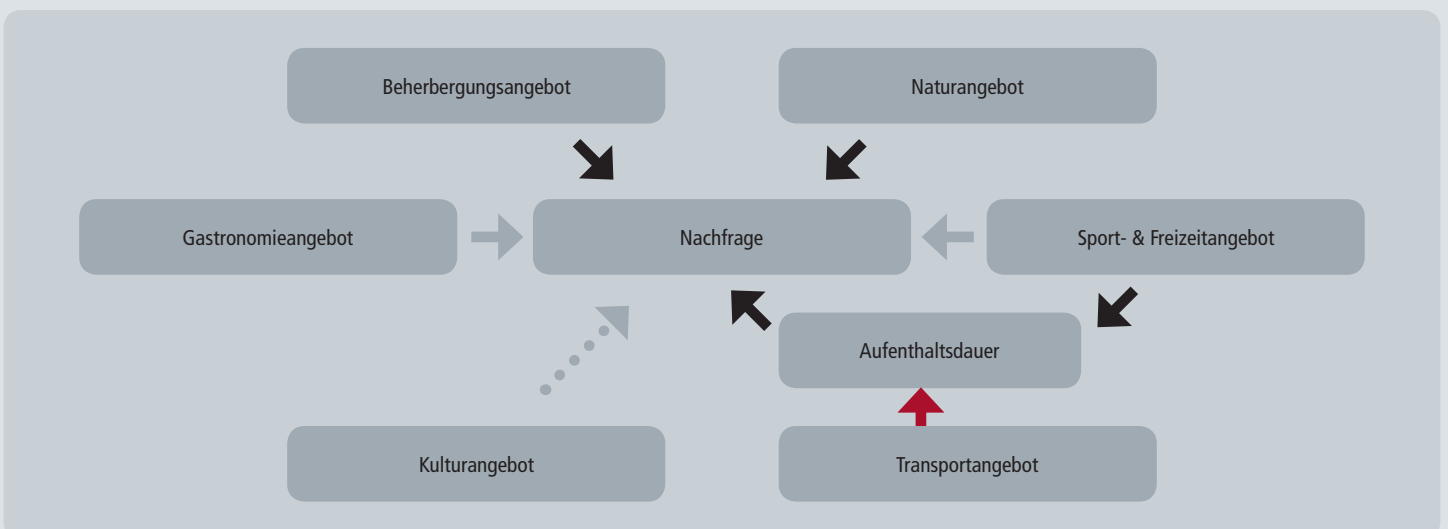 Beherbergungsangebot
Naturangebot
Gastronomieangebot
Nachfrage
Sport- & Freizeitangebot
Aufenthaltsdauer
Kulturangebot
Transportangebot